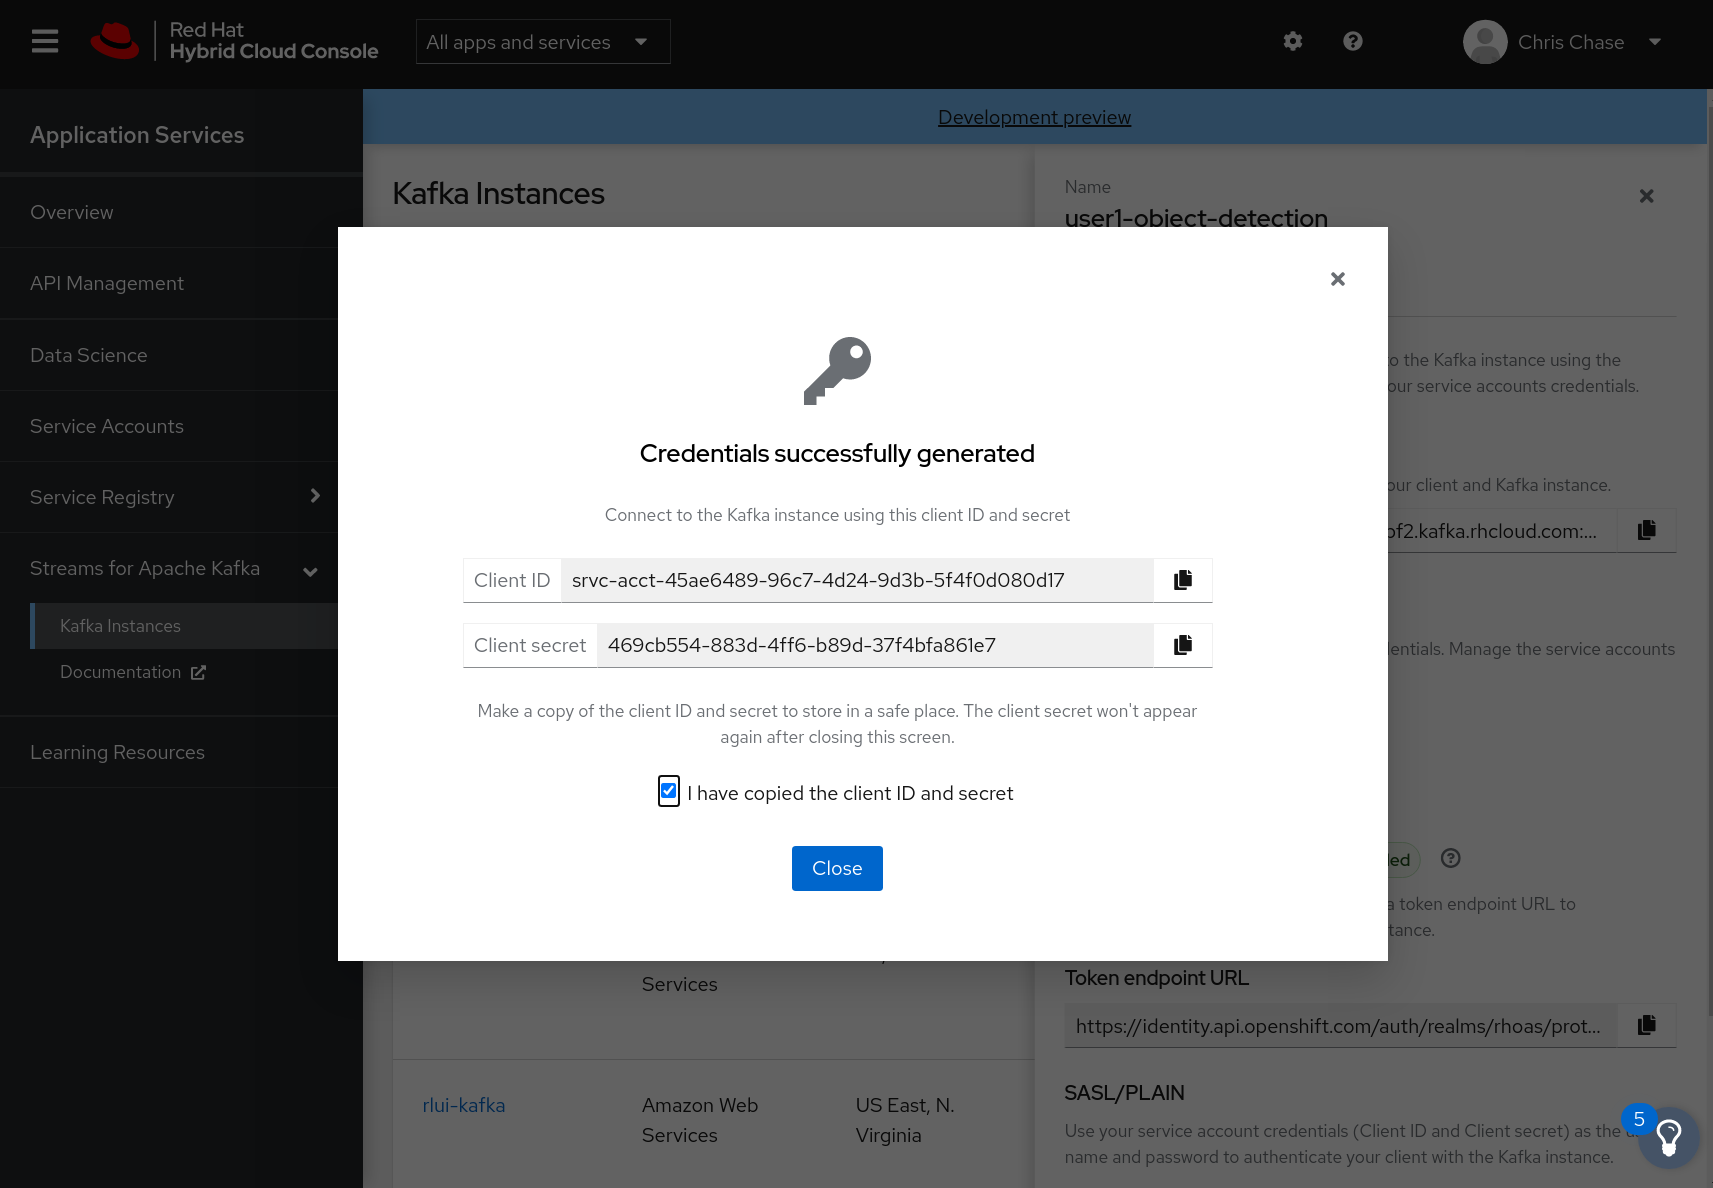 Red Hat
Hybrid Cloud Console
All apps and services
Chris Chase
Application Services
Overview
API Management
Data Science
Service Accounts
Service Registry
Streams for Apache Kafka
Kafka Instances
Documentation
Learning Resources
Development preview
Kafka Instances
Name
user1-object-detection
to the Kafka instance using the
our service accounts credentials.
our client and Kafka instance.
of2.kafka.rhcloud.com:...
Manage the service accounts
a token endpoint URL to
Token endpoint URL
https://identity.api.openshift.com/auth/realms/rhoas/prot...
SASL/PLAIN
Use your service account credentials (Client ID and Client secret) as the
name and password to authenticate your client with the Kafka instance.
5
Credentials successfully generated
Connect to the Kafka instance using this client ID and secret
Client ID srvc-acct-45ae6489-96c7-4d24-9d3b-5f4f0d080d17
Client secret 469cb554-883d-4ff6-b89d-37f4bfa861e7
Make a copy of the client ID and secret to store in a safe place. The client secret won't appear
again after closing this screen.
I have copied the client ID and secret
Close
Services
rlui-kafka
Amazon Web
Services
US East, N.
Virginia